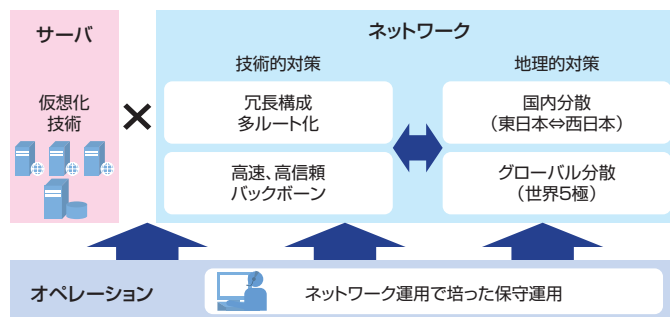 サーバ
仮想化
技術
×
ネットワーク
技術的対策
冗長構成
多ルート化
高速、高信頼
バックボーン
地理的対策
国内分散
（東日本⇔西日本）
グローバル分散
（世界5極）
オペレーション
ネットワーク運用で培った保守運用